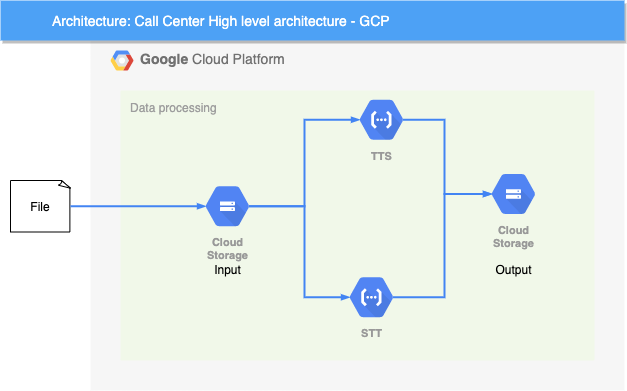 Architecture: Call Center High level architecture - GCP
Google Cloud Platform
Data processing
TTS
File
Cloud
Storage
Input
Cloud
Storage
Output
STT